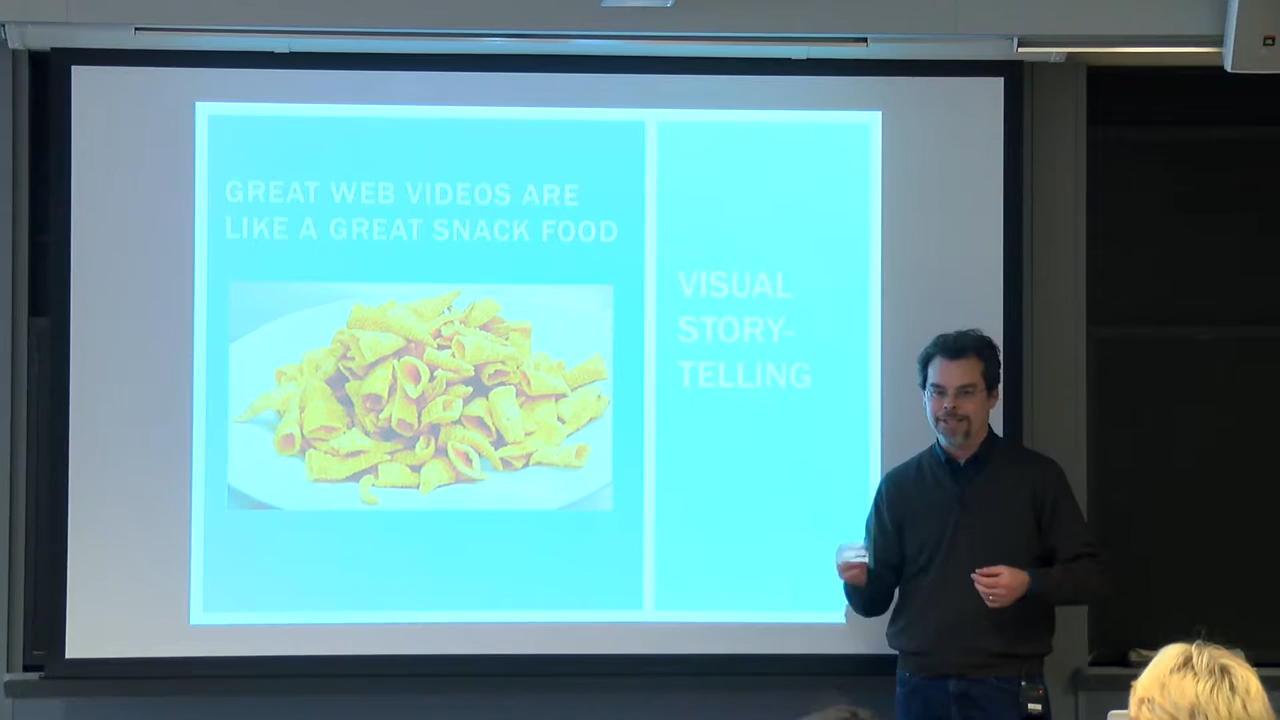 GREAT WEB VIDEOS ARE
LIKE A GREAT SNACK FOOD
VISUAL
STORY-
TELLING